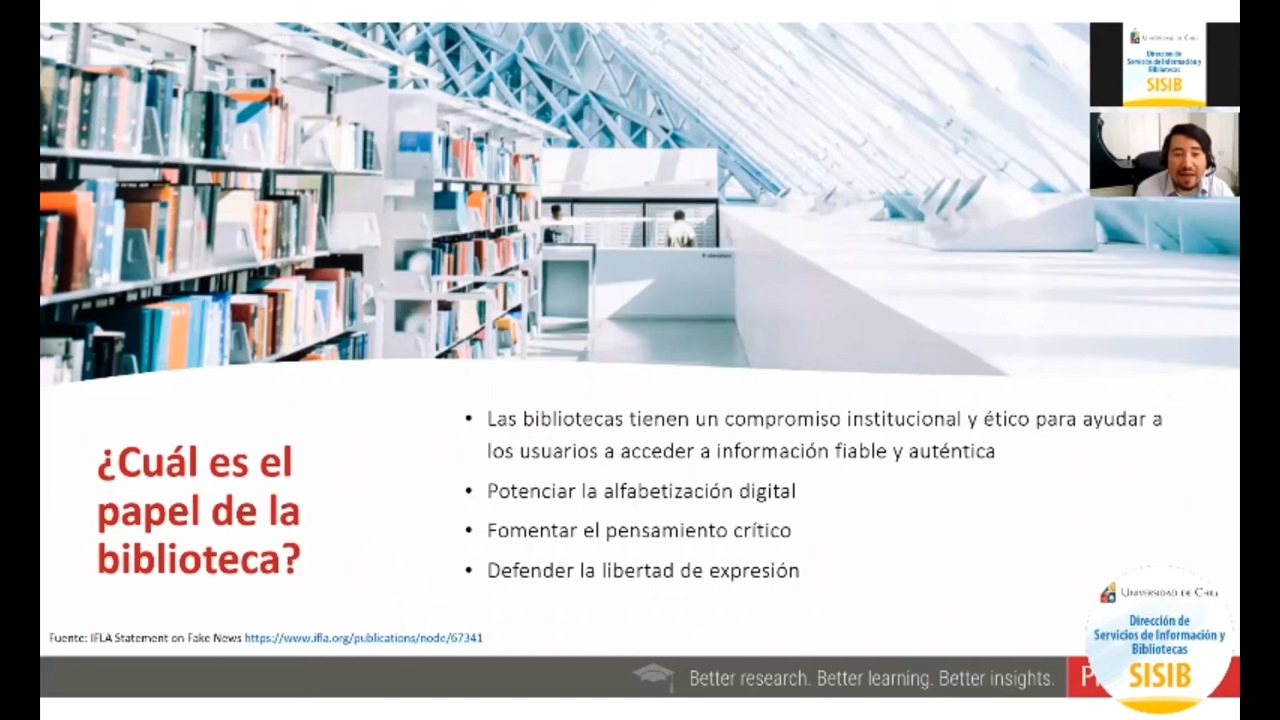 UNIVERSIDAD DE CHILE
Dirección de
Servicios de Información y
Bibliotecas
SISIB
¿Cuál es el
papel de la
biblioteca?
• Las bibliotecas tienen un compromiso institucional y ético para ayudar a
los usuarios a acceder a información fiable y auténtica
• Potenciar la alfabetización digital
• Fomentar el pensamiento crítico
• Defender la libertad de expresión
Fuente: IFLA Statement on Fake News https://www.ifla.org/publications/node/67341
Better research. Better learning. Better insights.
UNIVERSIDAD DE CHILE
Dirección de
Servicios de Información y
Bibliotecas
SISIB